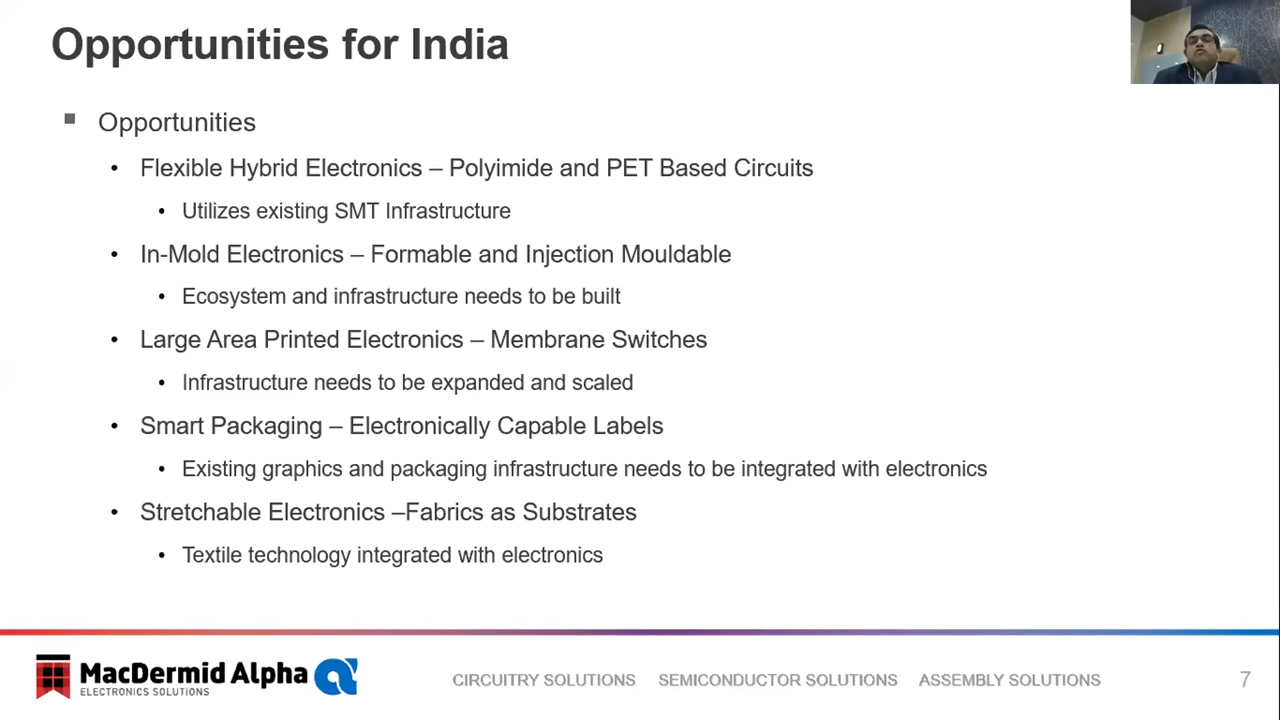 Opportunities for India
Opportunities
Flexible Hybrid Electronics – Polyimide and PET Based Circuits
Utilizes existing SMT Infrastructure
In-Mold Electronics – Formable and Injection Mouldable
Ecosystem and infrastructure needs to be built
Large Area Printed Electronics – Membrane Switches
Infrastructure needs to be expanded and scaled
Smart Packaging – Electronically Capable Labels
Existing graphics and packaging infrastructure needs to be integrated with electronics
Stretchable Electronics –Fabrics as Substrates
Textile technology integrated with electronics
MacDermid Alpha
ELECTRONICS SOLUTIONS
CIRCUITRY SOLUTIONS SEMICONDUCTOR SOLUTIONS ASSEMBLY SOLUTIONS
7